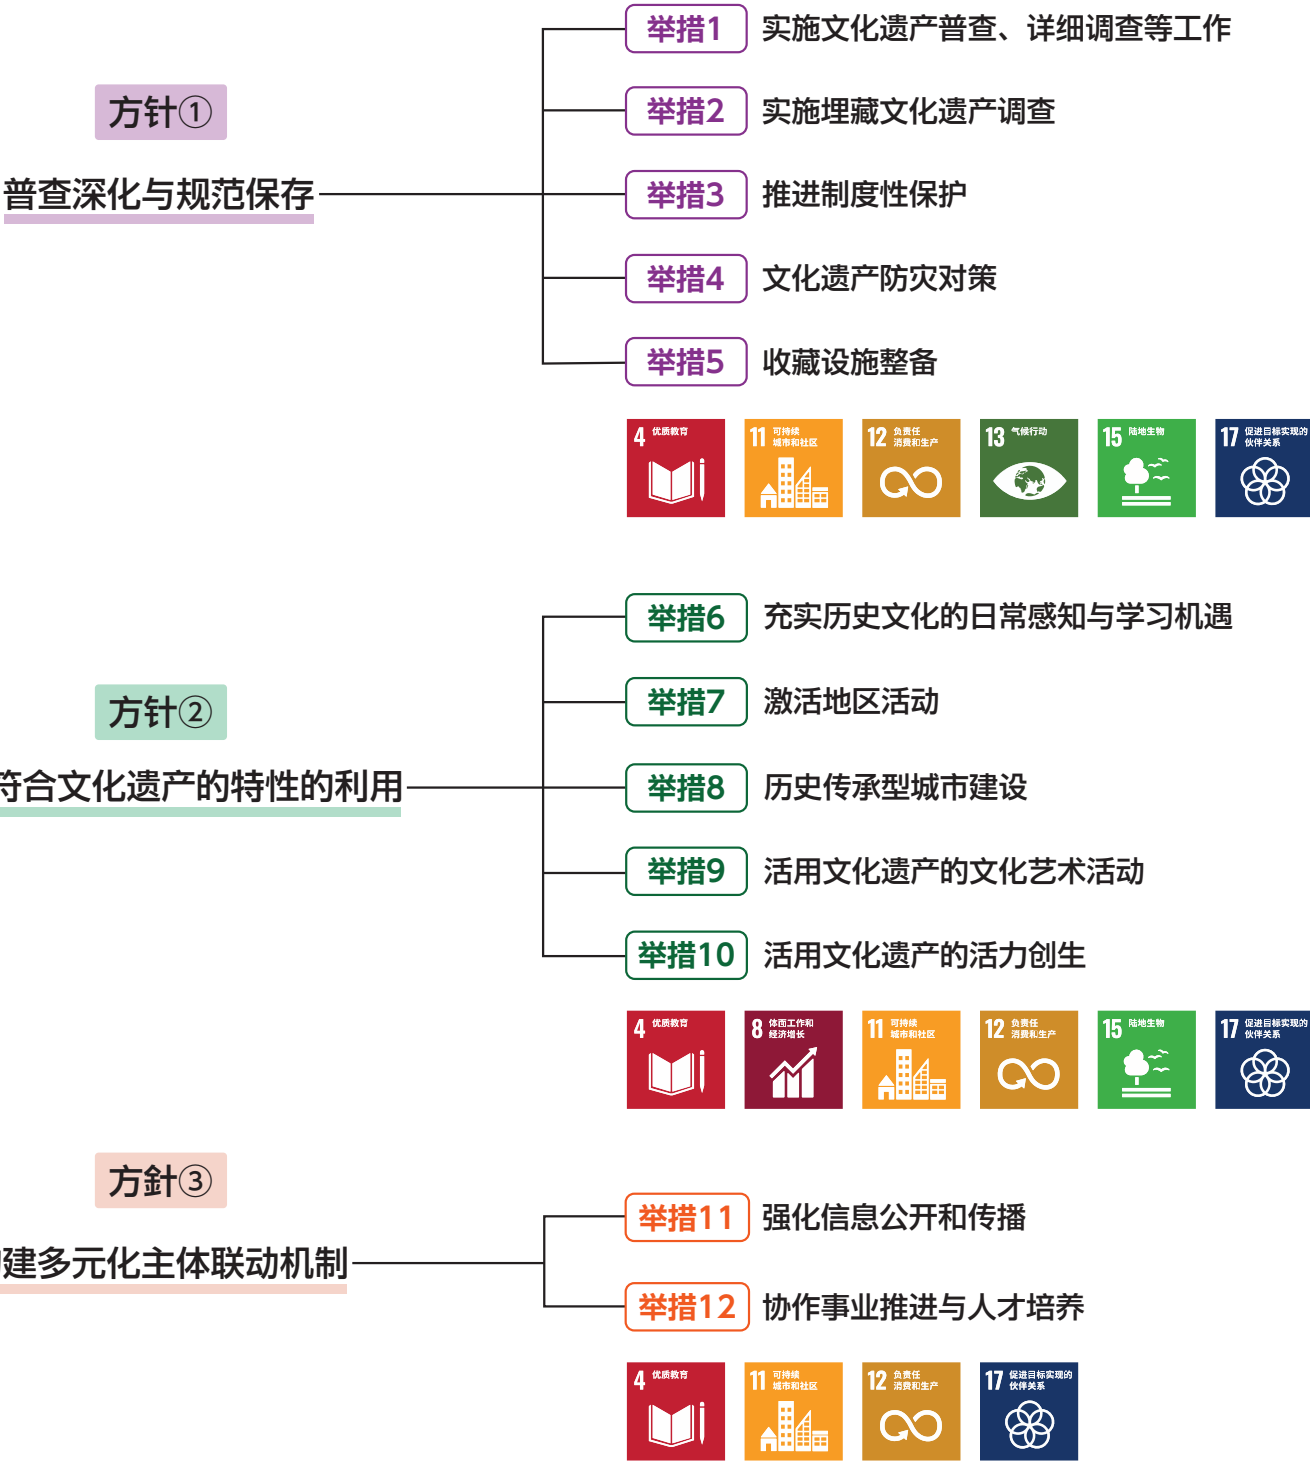 方针①
普查深化与规范保存
举措1 实施文化遗产普查、详细调查等工作
举措2 实施埋藏文化遗产调查
举措3 推进制度性保护
举措4 文化遗产防灾对策
举措5 收藏设施整备
4 优质教育
11 可持续
城市和社区
12 负责任
消费和生产
13 气候行动
15 陆地生物
17 促进目标实现的
伙伴关系
方针②
符合文化遗产的特性的利用
举措6 充实历史文化的日常感知与学习机遇
举措7 激活地区活动
举措8 历史传承型城市建设
举措9 活用文化遗产的文化艺术活动
举措10 活用文化遗产的活力创生
4 优质教育
8 体面工作和
经济增长
11 可持续
城市和社区
12 负责任
消费和生产
15 陆地生物
17 促进目标实现的
伙伴关系
方針③
建多元化主体联动机制
举措11 强化信息公开和传播
举措12 协作事业推进与人才培养
4 优质教育
11 可持续
城市和社区
12 负责任
消费和生产
17 促进目标实现的
伙伴关系